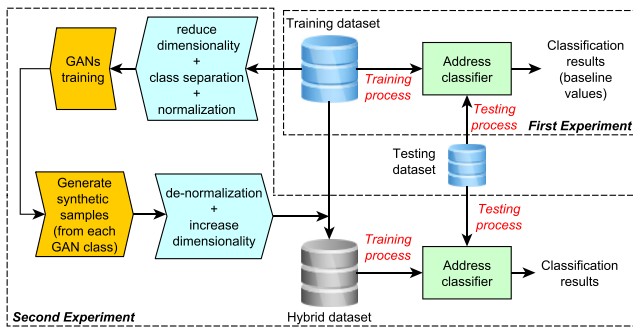 Training dataset
reduce
dimensionality
+
class separation
+
normalization
GANs
training
Training
process
Address
classifier
Classification
results
(baseline
values)
Testing
process
First Experiment
Testing
dataset
Generate
synthetic
samples
(from each
GAN class)
de-normalization
+
increase
dimensionality
Testing
process
Training
process
Address
classifier
Classification
results
Second Experiment
Hybrid dataset